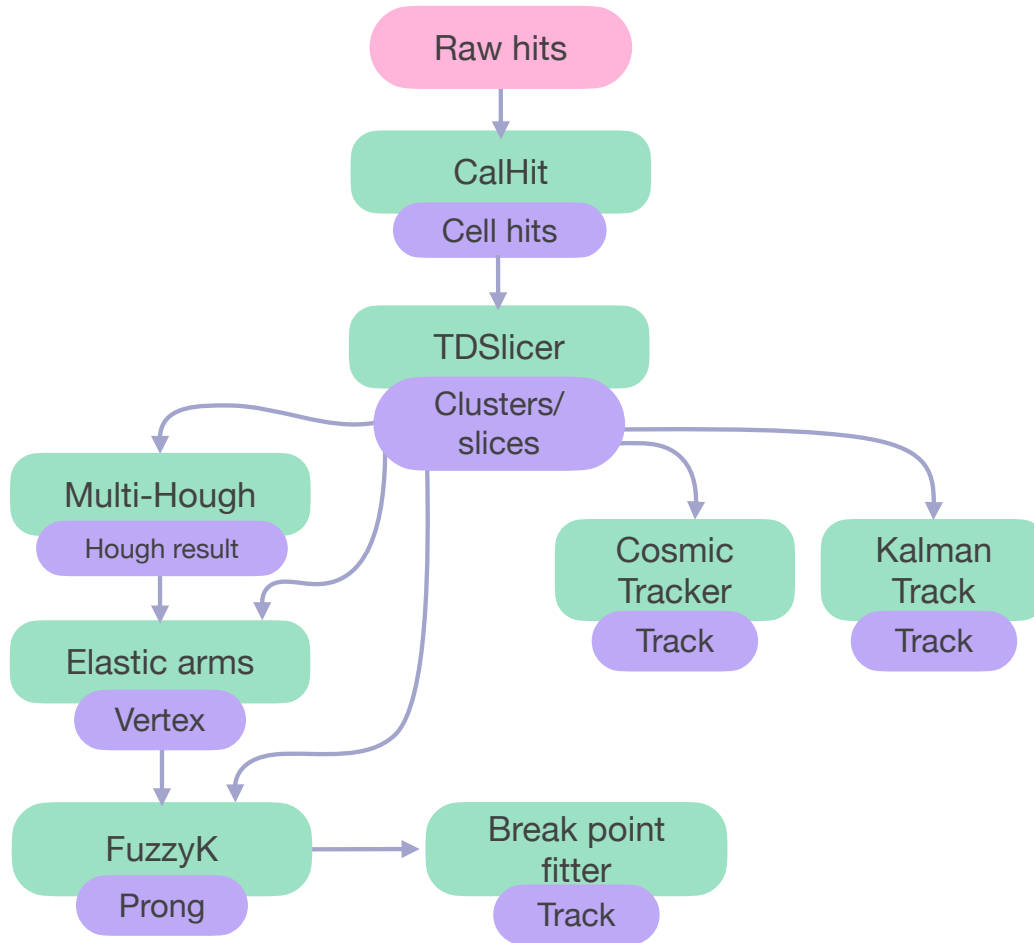 Raw hits
CalHit
Cell hits
TDSlicer
Clusters/
slices
Multi-Hough
Hough result
Cosmic
Tracker
Track
Kalman
Track
Track
Elastic arms
Vertex
FuzzyK
Prong
Break point
fitter
Track